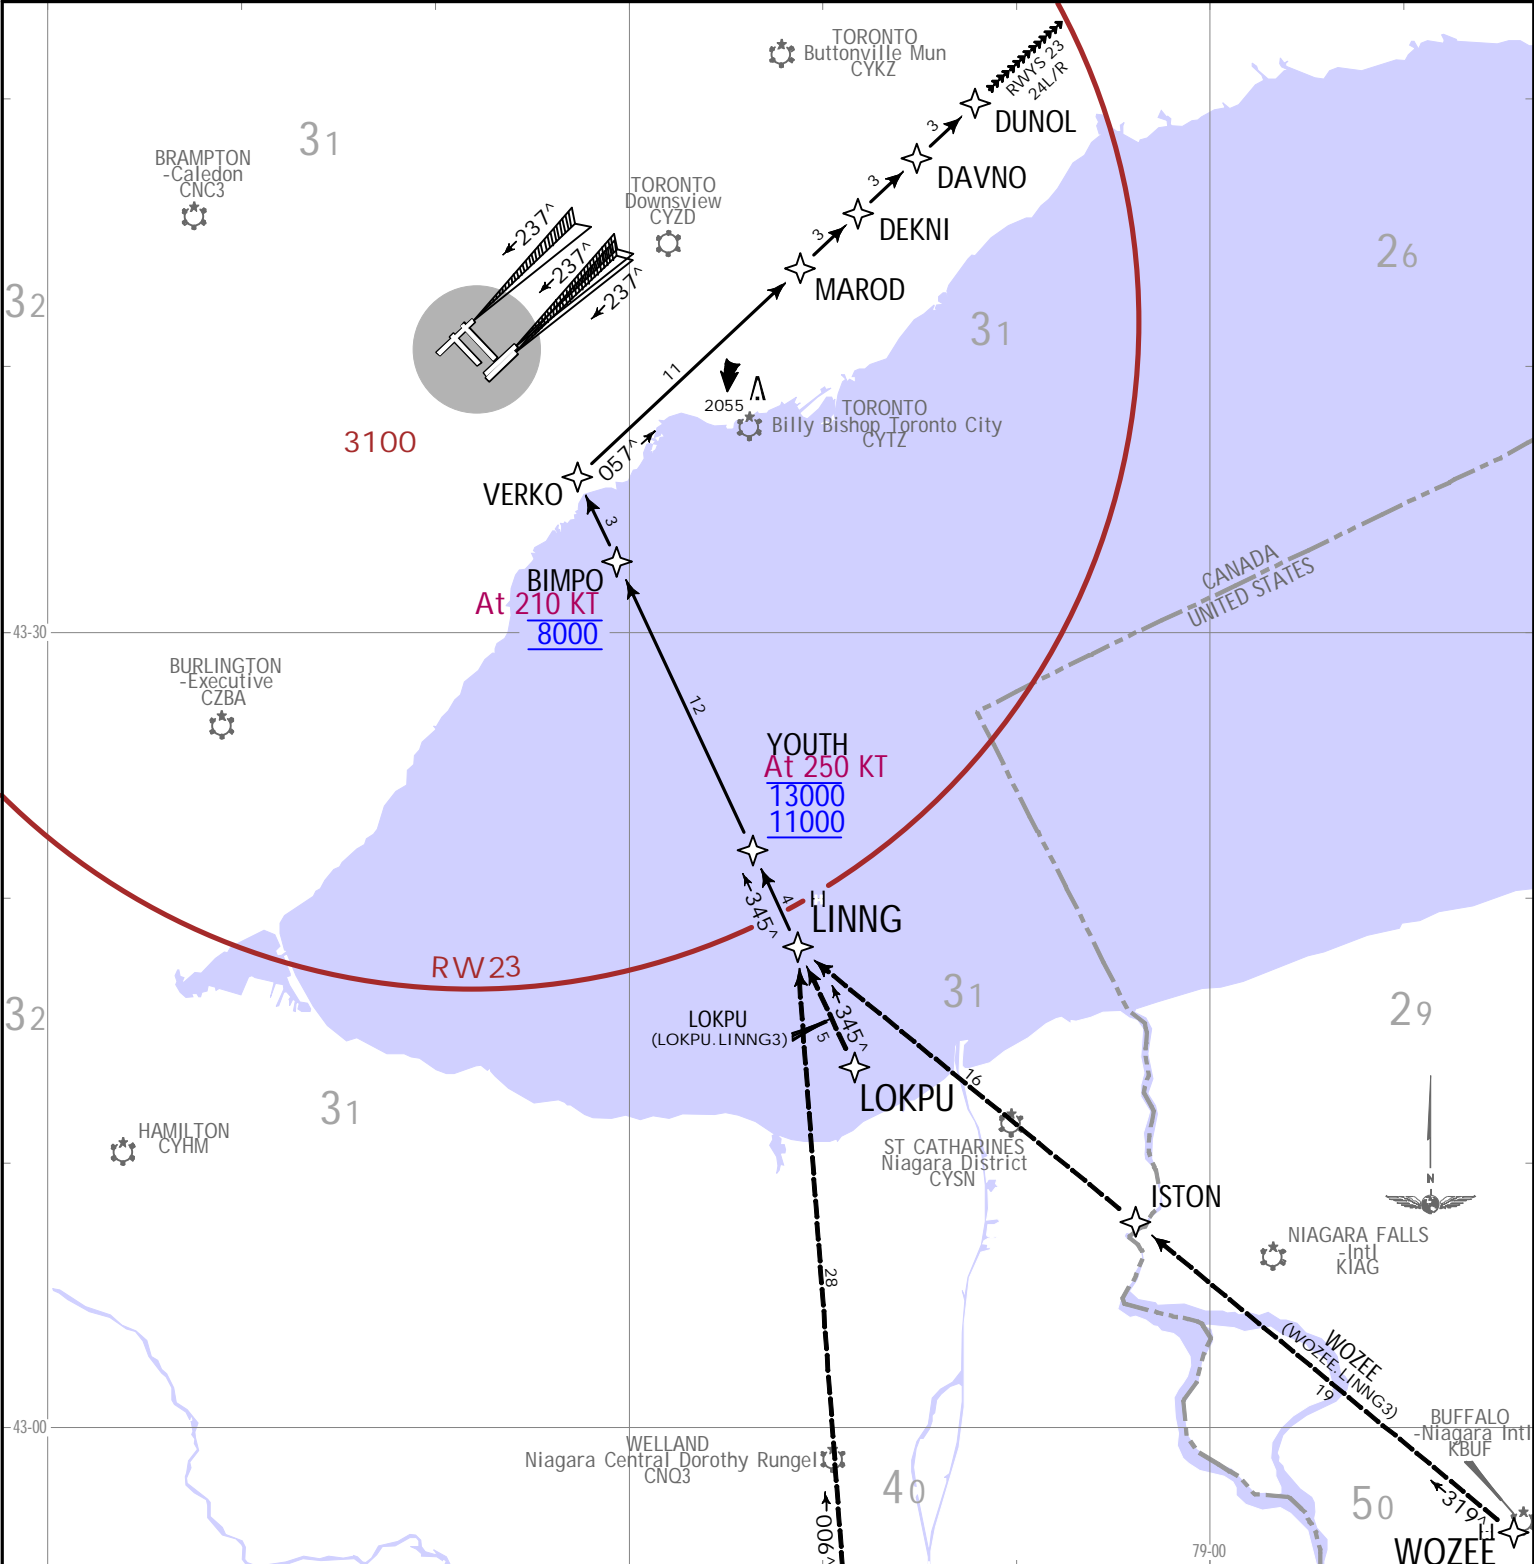 TORONTO
Buttonville Mun
CYKZ
RWYS 23
24L/R
DUNOL
3
31
BRAMPTON
-Caledon
CNC3
TORONTO
Downsview
CYZD
DAVNO
3
DEKNI
3
237^
237^
237^
26
32
MAROD
31
11
2055
TORONTO
Billy Bishop Toronto City
CYTZ
3100
057^
VERKO
3
BIMPO
At 210 KT
8000
CANADA
UNITED STATES
43-30
BURLINGTON
-Executive
CZBA
12
YOUTH
At 250 KT
13000
11000
4
345^
H
LINNG
RW23
31
29
32
LOKPU
(LOKPU.LINNG3)
5
345^
16
LOKPU
31
HAMILTON
CYHM
ST CATHARINES
Niagara District
CYSN
N
ISTON
NIAGARA FALLS
-Intl
KIAG
28
WOZEE
(WOZEE.LINNG3)
19
43-00
BUFFALO
-Niagara Intl
KBUF
WELLAND
Niagara Central Dorothy Rungel
CNQ3
40
50
319^
006^
H
79-00
WOZEE